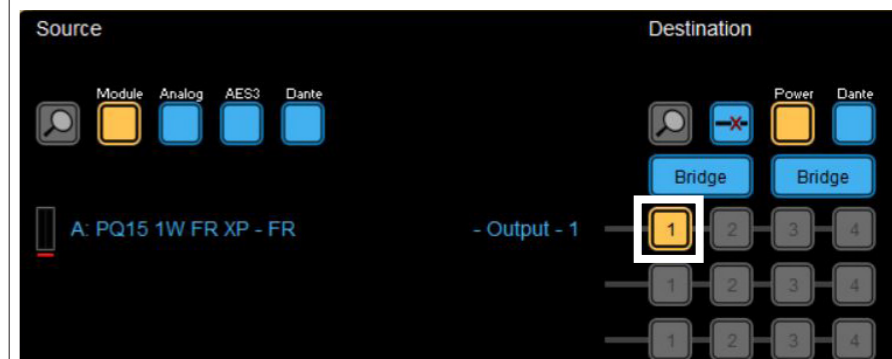 Source Destination
Module Analog AES3 Dante Power Dante
Bridge Bridge
A: PQ15 1W FR XP - FR - Output - 1 1 2 3 4
1 2 3 4
1 2 3 4